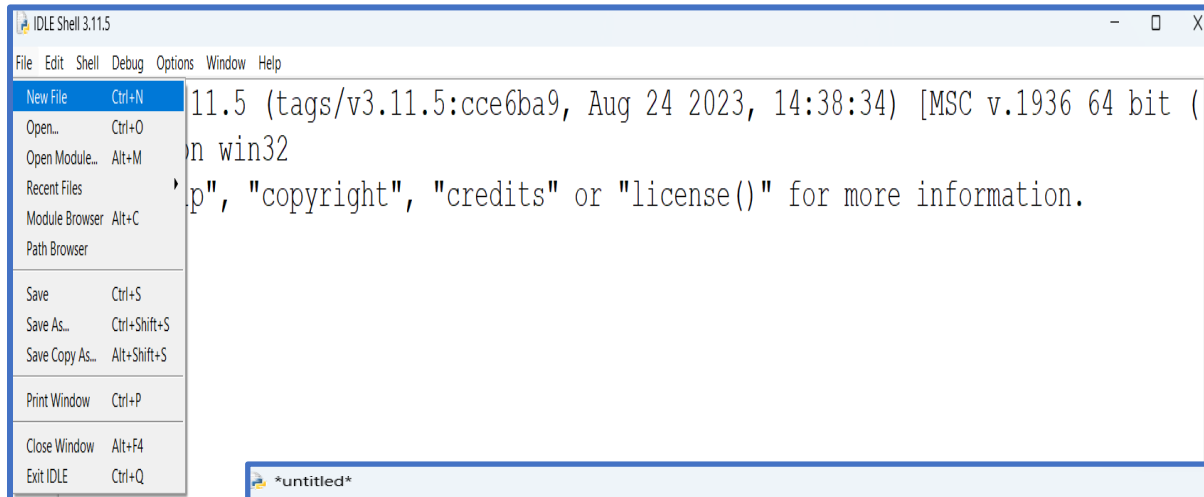 IDLE Shell 3.11.5
File Edit Shell Debug Options Window Help
New File Ctrl+N
Open... Ctrl+O
Open Module... Alt+M
Recent Files
Module Browser Alt+C
Path Browser
Save Ctrl+S
Save As... Ctrl+Shift+S
Save Copy As... Alt+Shift+S
Print Window Ctrl+P
Close Window Alt+F4
Exit IDLE Ctrl+Q
11.5 (tags/v3.11.5:cce6ba9, Aug 24 2023, 14:38:34) [MSC v.1936 64 bit (
n win32
p", "copyright", "credits" or "license()" for more information.
*untitled*